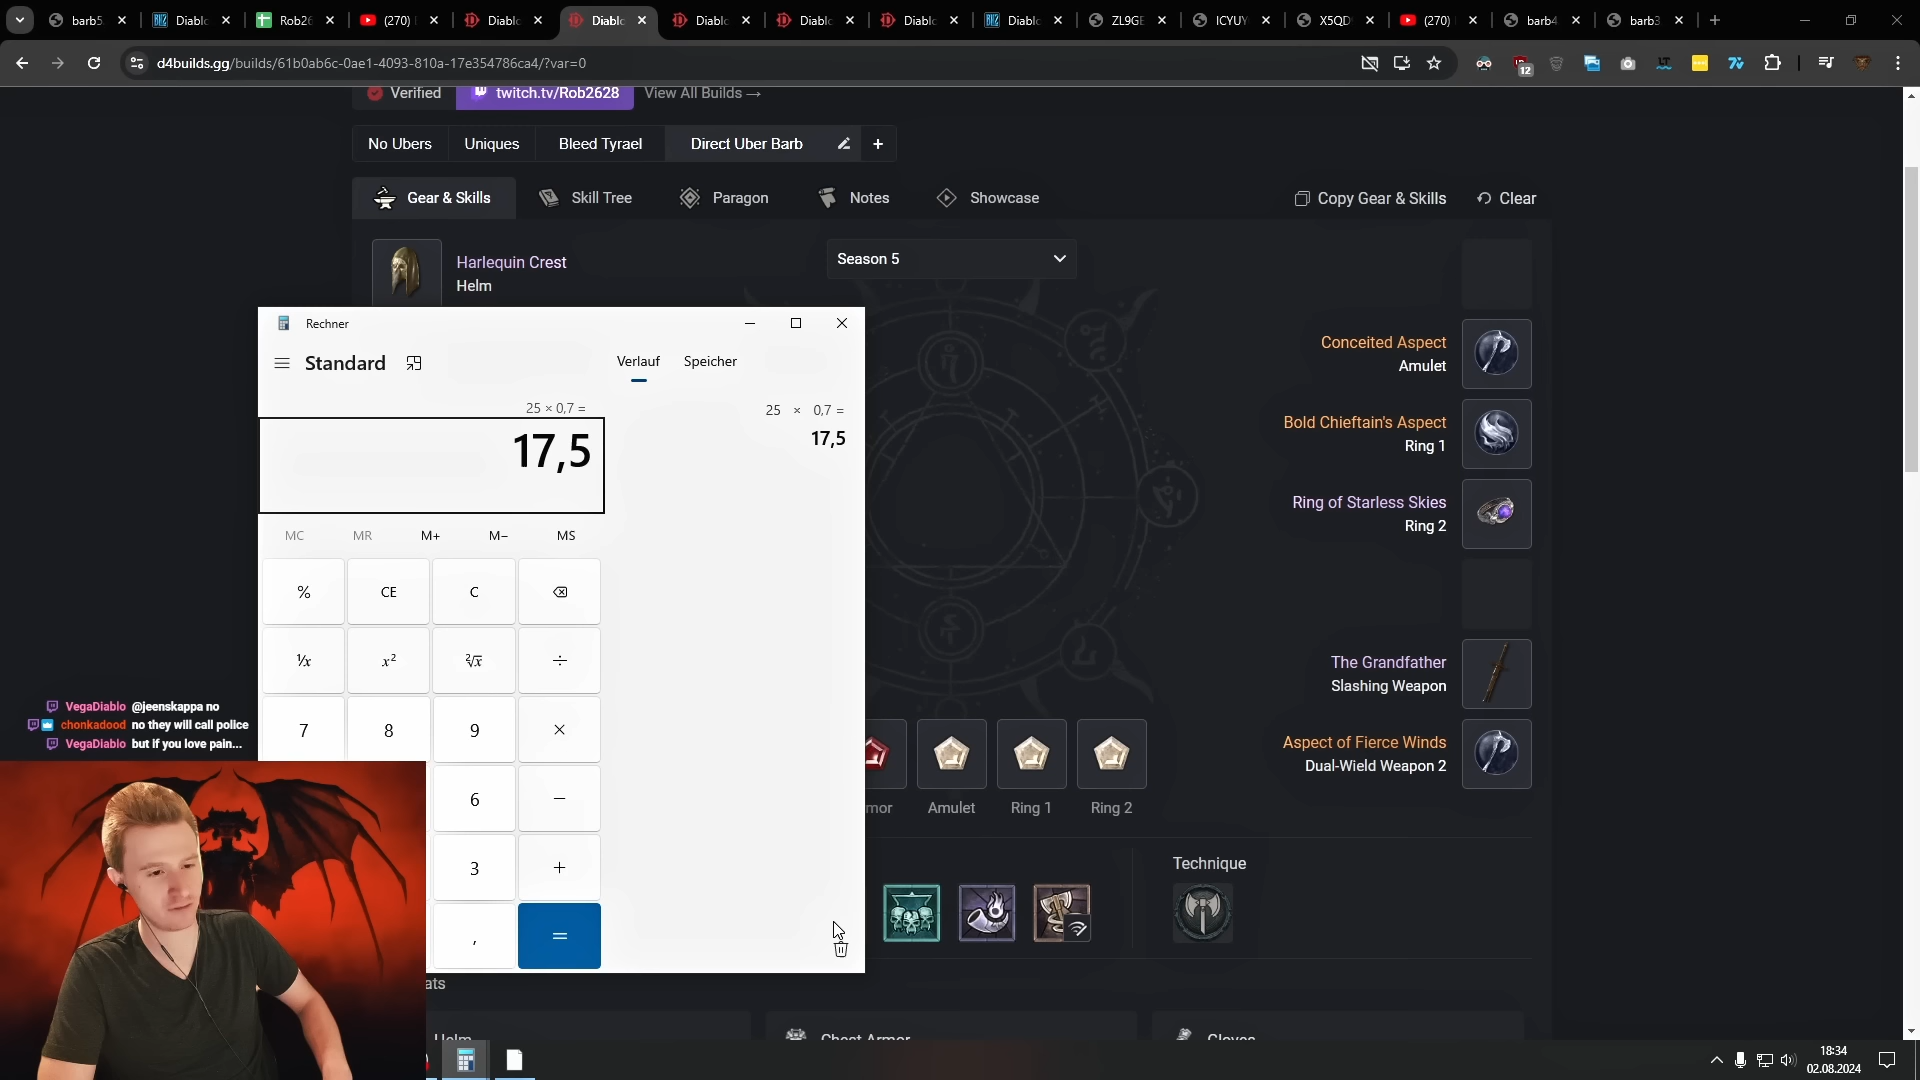 barb5.
Diablo
Rob26
(270)
Diablo
Diablo
Diablo
Diablo
Diablo
Diablo
ZL9GE
ICYUY
X5QD
(270)
barb4
barb3
d4builds.gg/builds/61b0ab6c-0ae1-4093-810a-17e354786ca4/?var=0
12
Verified
twitch.tv/Rob2628
View All Builds →
No Ubers
Uniques
Bleed Tyrael
Direct Uber Barb
+
Gear & Skills
Skill Tree
Paragon
Notes
Showcase
Copy Gear & Skills
Clear
Harlequin Crest
Helm
Season 5
Conceited Aspect
Amulet
Bold Chieftain's Aspect
Ring 1
Ring of Starless Skies
Ring 2
The Grandfather
Slashing Weapon
Aspect of Fierce Winds
Dual-Wield Weapon 2
Rechner
Standard
Verlauf
Speicher
25 × 0,7 =
17,5
25 × 0,7 =
17,5
MC
MR
M+
M−
MS
%
CE
C
⅟x
x²
²√x
÷
7
8
9
×
6
−
3
+
,
=
mor
Amulet
Ring 1
Ring 2
Technique
VegaDiablo @jeenskappa no
chonkadood no they will call police
VegaDiablo but if you love pain...
ats
Helm
Chest Armor
Gloves
18:34
02.08.2024